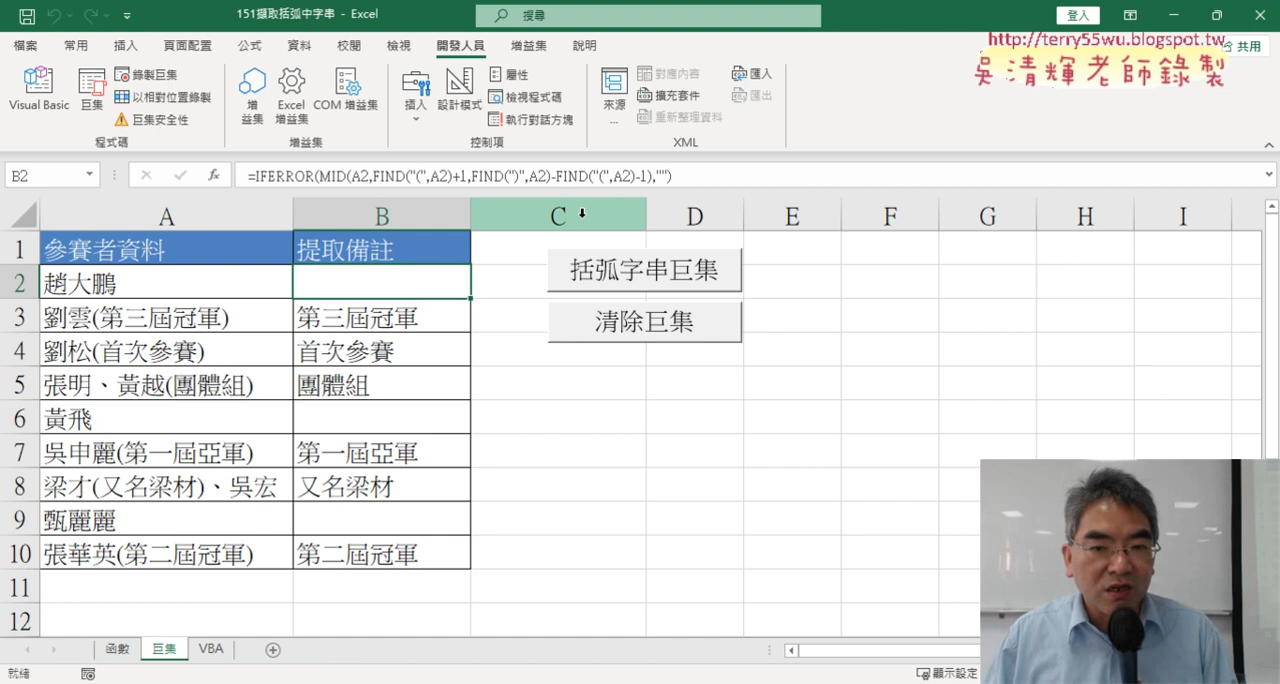 151擷取括弧中字串 - Excel
搜尋
登入
檔案 常用 插入 頁面配置 公式 資料 校閱 檢視 開發人員 增益集 說明
共用
http://terry55wu.blogspot.tw
吳清輝老師錄製
Visual Basic
巨集
錄製巨集
以相對位置錄製
巨集安全性
程式碼
增益集
Excel 增益集
COM 增益集
增益集
插入
設計模式
屬性
檢視程式碼
執行對話方塊
控制項
來源
...
對應內容
擴充套件
重新整理資料
匯入
匯出
XML
B2
fx
=IFERROR(MID(A2,FIND("(",A2)+1,FIND(")",A2)-FIND("(",A2)-1),"")
A B C D E F G H I
1 參賽者資料 提取備註
2 趙大鵬
3 劉雲(第三屆冠軍) 第三屆冠軍
4 劉松(首次參賽) 首次參賽
5 張明、黃越(團體組) 團體組
6 黃飛
7 吳申麗(第一屆亞軍) 第一屆亞軍
8 梁才(又名梁材)、吳宏 又名梁材
9 甄麗麗
10 張華英(第二屆冠軍) 第二屆冠軍
11
12
括弧字串巨集
清除巨集
函數 巨集 VBA
就緒
顯示設定